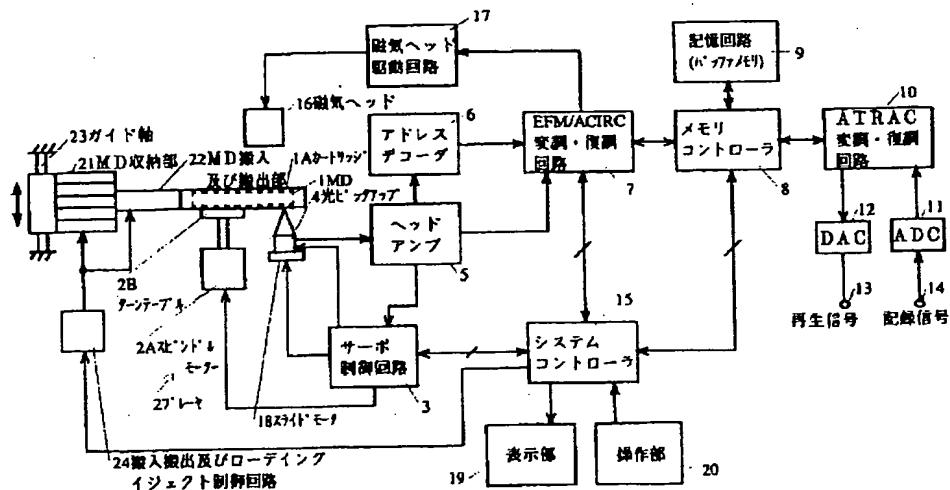 17
磁気ヘッド
駆動回路
記憶回路
(バッファメモリ)
9
16磁気ヘッド
6
アドレス
デコーダ
EFM/ACIRC
変調・復調
回路
7
メモリ
コントローラ
8
10
ATRAC
変調・復調
回路
23ガイド軸
21MD収納部
22MD搬入
及び搬出部
1Aカートリッジ
1MD
4光ピックアップ
ヘッド
アンプ
5
12
DAC
11
ADC
13
再生信号
14
記録信号
2B
ターンテーブル
2Aスピンドル
モーター
2プレーヤ
サーボ
制御回路
3
18スライドモータ
15
システム
コントローラ
24搬入搬出及びローディング
イジェクト制御回路
19
表示部
操作部
20